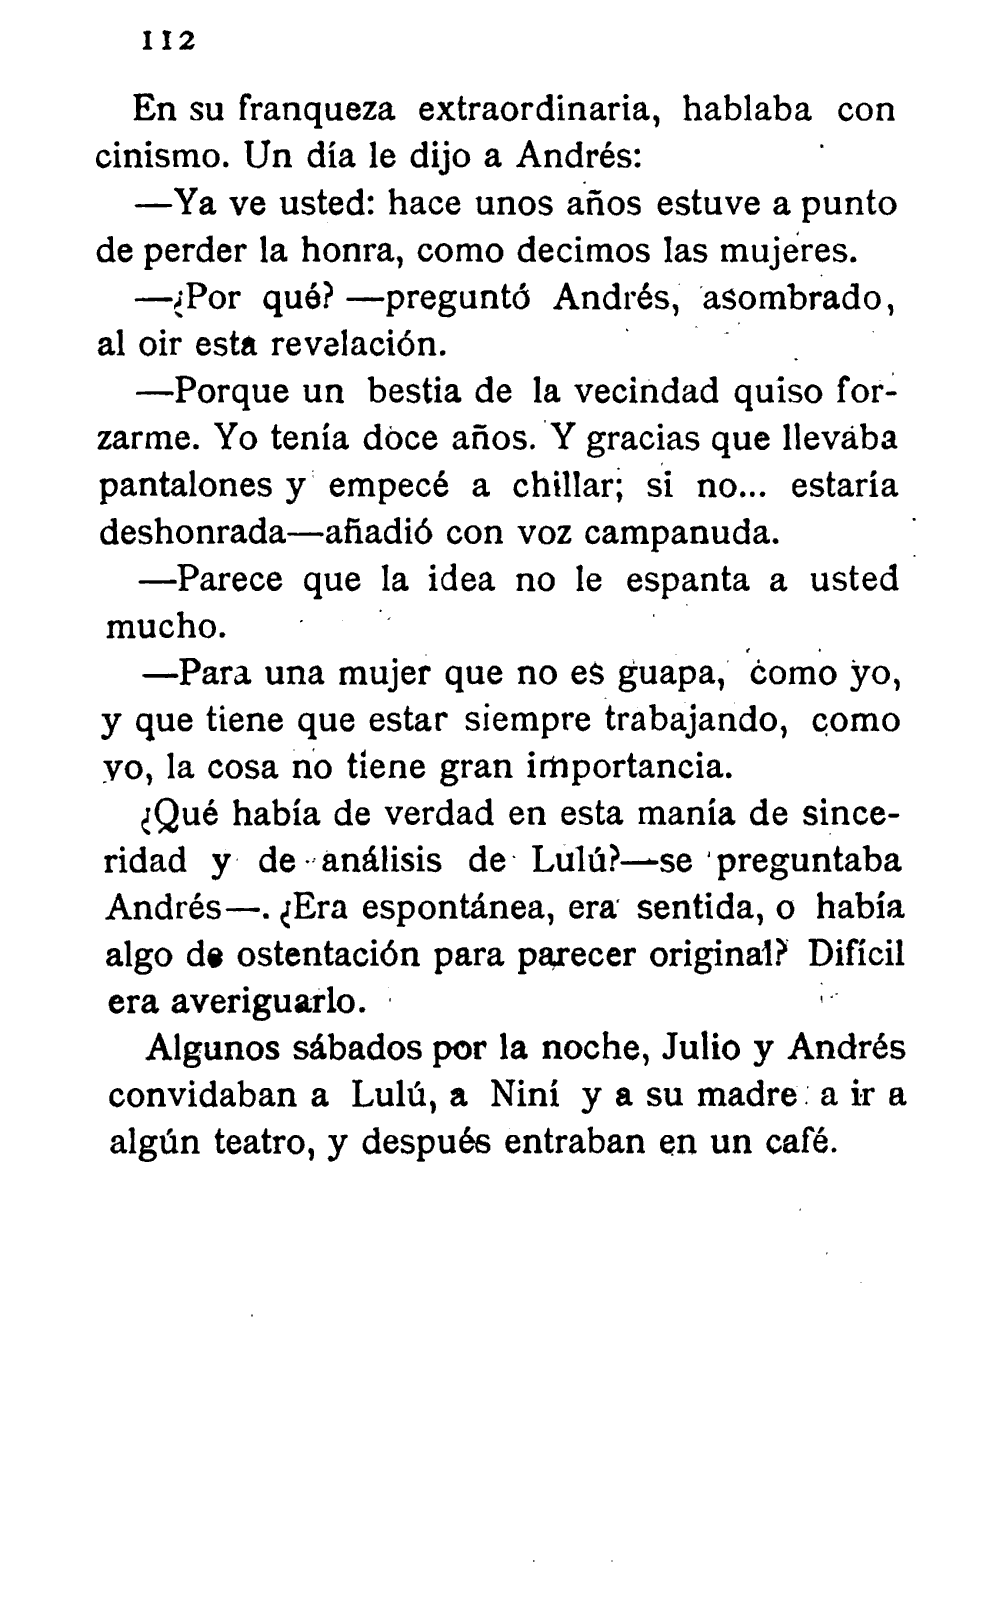 112
En su franqueza extraordinaria, hablaba con
cinismo. Un día le dijo a Andrés:
—Ya ve usted: hace unos años estuve a punto
de perder la honra, como decimos las mujeres.
—¿Por qué? —preguntó Andrés, asombrado,
al oir esta revelación.
—Porque un bestia de la vecindad quiso for-
zarme. Yo tenía doce años. Y gracias que llevaba
pantalones y empecé a chillar; si no... estaría
deshonrada—añadió con voz campanuda.
—Parece que la idea no le espanta a usted
mucho.
—Para una mujer que no es guapa, como yo,
y que tiene que estar siempre trabajando, como
yo, la cosa no tiene gran importancia.
¿Qué había de verdad en esta manía de since-
ridad y de análisis de Lulú?—se preguntaba
Andrés—. ¿Era espontánea, era sentida, o había
algo de ostentación para parecer original? Difícil
era averiguarlo.
Algunos sábados por la noche, Julio y Andrés
convidaban a Lulú, a Niní y a su madre a ir a
algún teatro, y después entraban en un café.